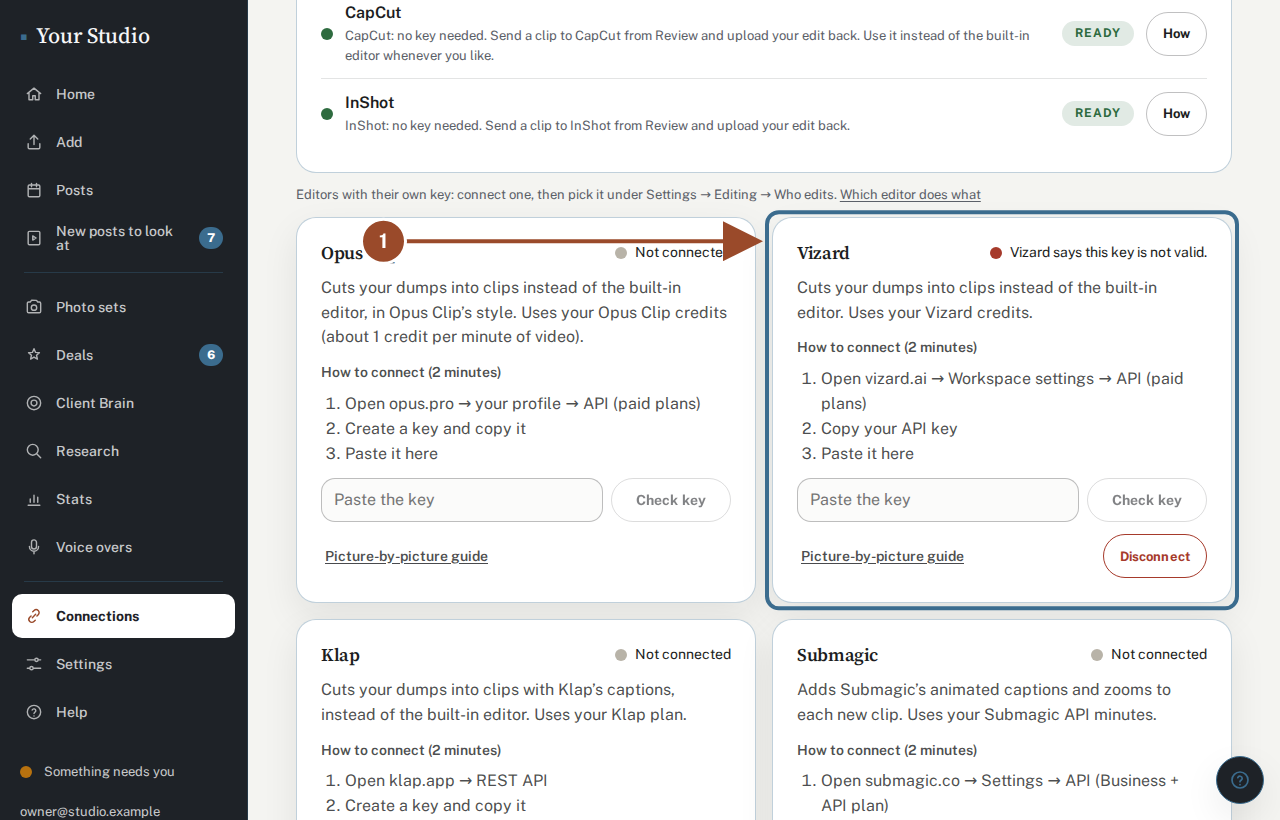 Your Studio
Home
Add
Posts
New posts to look
at
7
Photo sets
Deals
6
Client Brain
Research
Stats
Voice overs
Connections
Settings
Help
Something needs you
owner@studio.example
CapCut
CapCut: no key needed. Send a clip to CapCut from Review and upload your edit back. Use it instead of the built-in
editor whenever you like.
READY
How
InShot
InShot: no key needed. Send a clip to InShot from Review and upload your edit back.
READY
How
Editors with their own key: connect one, then pick it under Settings → Editing → Who edits. Which editor does what
Opus
1
Not connecte
Cuts your dumps into clips instead of the built-in
editor, in Opus Clip's style. Uses your Opus Clip credits
(about 1 credit per minute of video).
How to connect (2 minutes)
1. Open opus.pro → your profile → API (paid plans)
2. Create a key and copy it
3. Paste it here
Paste the key
Check key
Picture-by-picture guide
Vizard
Vizard says this key is not valid.
Cuts your dumps into clips instead of the built-in
editor. Uses your Vizard credits.
How to connect (2 minutes)
1. Open vizard.ai → Workspace settings → API (paid
plans)
2. Copy your API key
3. Paste it here
Paste the key
Check key
Picture-by-picture guide
Disconnect
Klap
Not connected
Cuts your dumps into clips with Klap's captions,
instead of the built-in editor. Uses your Klap plan.
How to connect (2 minutes)
1. Open klap.app → REST API
2. Create a key and copy it
Submagic
Not connected
Adds Submagic's animated captions and zooms to
each new clip. Uses your Submagic API minutes.
How to connect (2 minutes)
1. Open submagic.co → Settings → API (Business +
API plan)